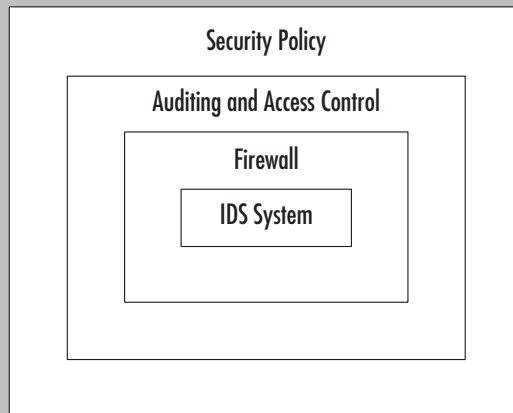 Security Policy
Auditing and Access Control
Firewall
IDS System